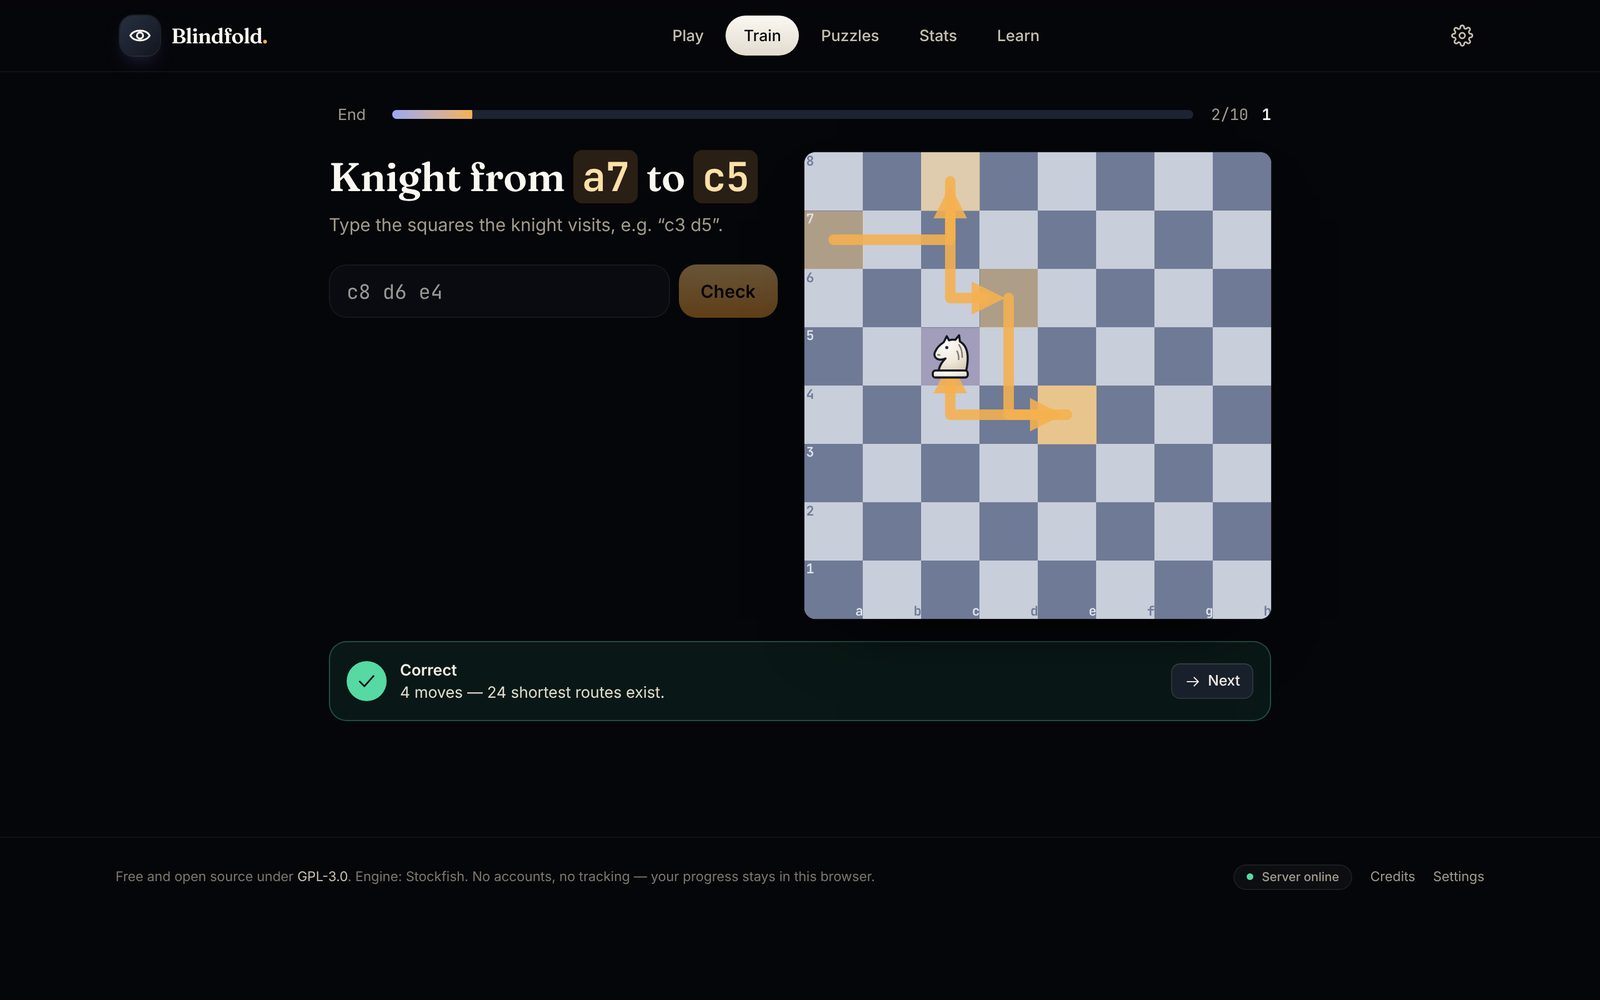 Blindfold.
Play
Train
Puzzles
Stats
Learn
End
2/10 1
Knight from a7 to c5
Type the squares the knight visits, e.g. “c3 d5”.
c8 d6 e4
Check
8
7
6
5
4
3
2
1
a b c d e f g h
Correct
4 moves — 24 shortest routes exist.
→ Next
Free and open source under GPL-3.0. Engine: Stockfish. No accounts, no tracking — your progress stays in this browser.
Server online
Credits
Settings